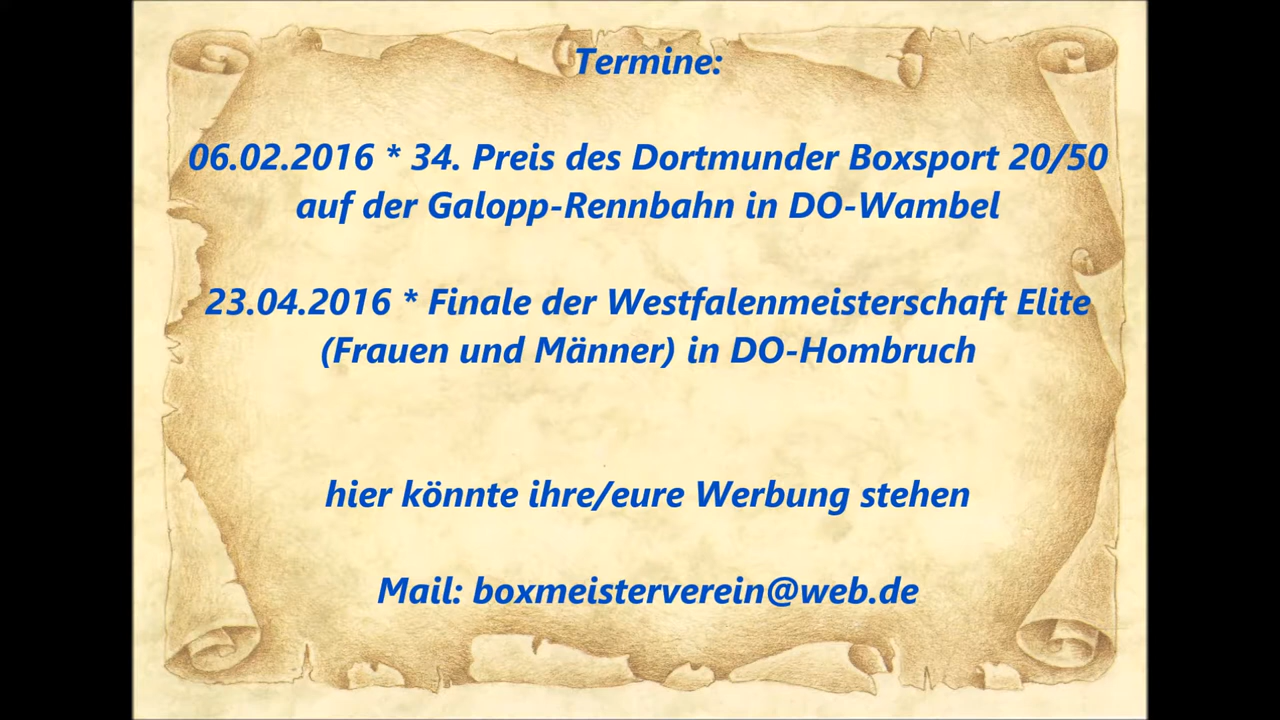 Termine:
06.02.2016 * 34. Preis des Dortmunder Boxsport 20/50
auf der Galopp-Rennbahn in DO-Wambel
23.04.2016 * Finale der Westfalenmeisterschaft Elite
(Frauen und Männer) in DO-Hombruch
hier könnte ihre/eure Werbung stehen
Mail: boxmeisterverein@web.de